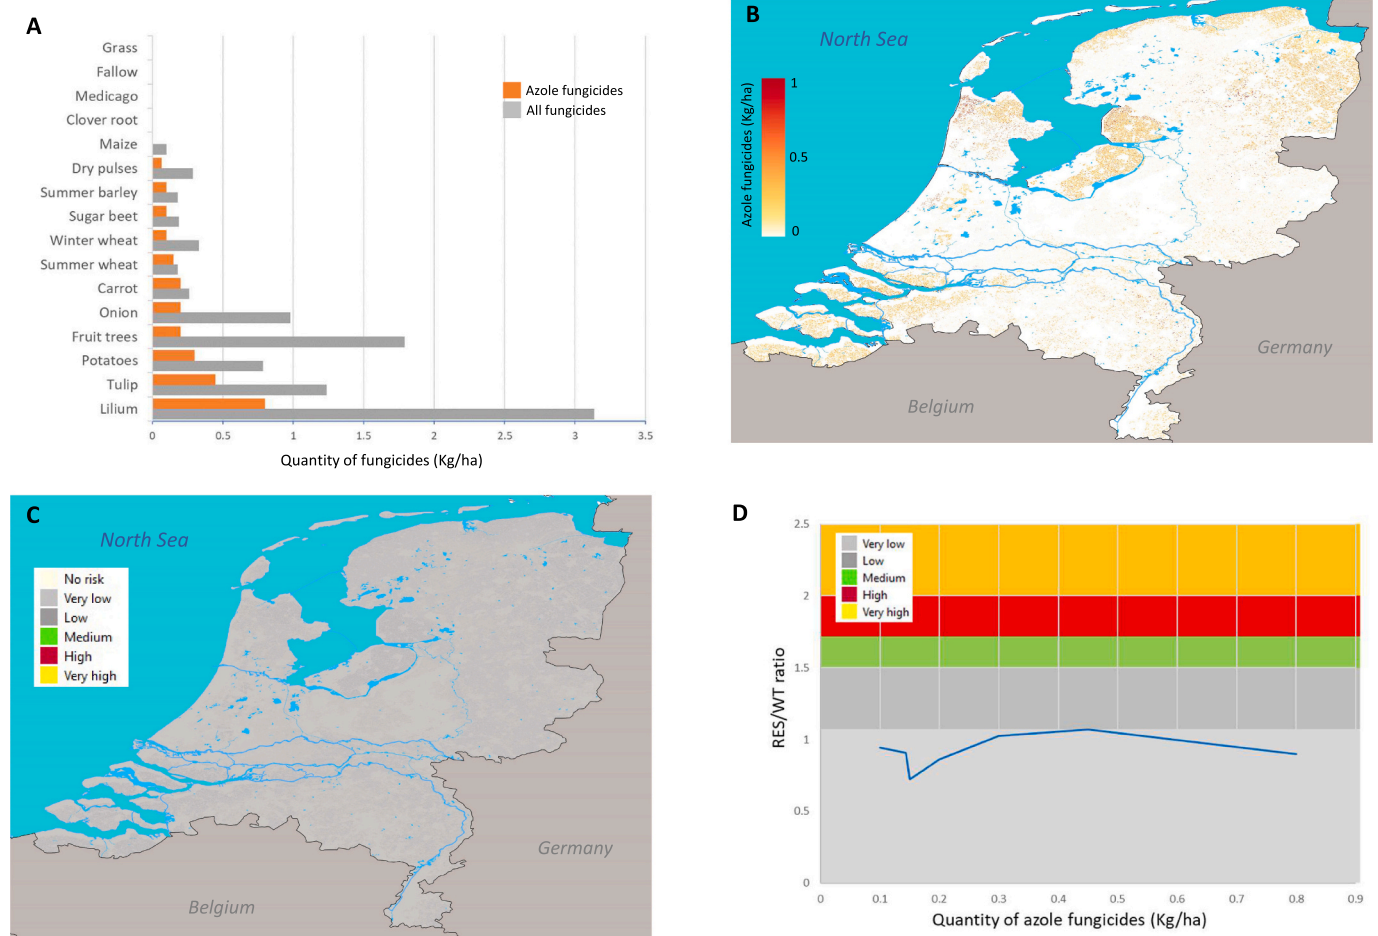 A
Grass
Fallow
Medicago
Clover root
Maize
Dry pulses
Summer barley
Sugar beet
Winter wheat
Summer wheat
Carrot
Onion
Fruit trees
Potatoes
Tulip
Lilium
Azole fungicides
All fungicides
0 0.5 1 1.5 2 2.5 3 3.5
Quantity of fungicides (Kg/ha)
B
North Sea
Azole fungicides (Kg/ha)
1
0.5
0
Germany
Belgium
C
North Sea
No risk
Very low
Low
Medium
High
Very high
Germany
Belgium
D
RES/WT ratio
2.5
2
1.5
1
0.5
0
Very low
Low
Medium
High
Very high
0 0.1 0.2 0.3 0.4 0.5 0.6 0.7 0.8 0.9
Quantity of azole fungicides (Kg/ha)